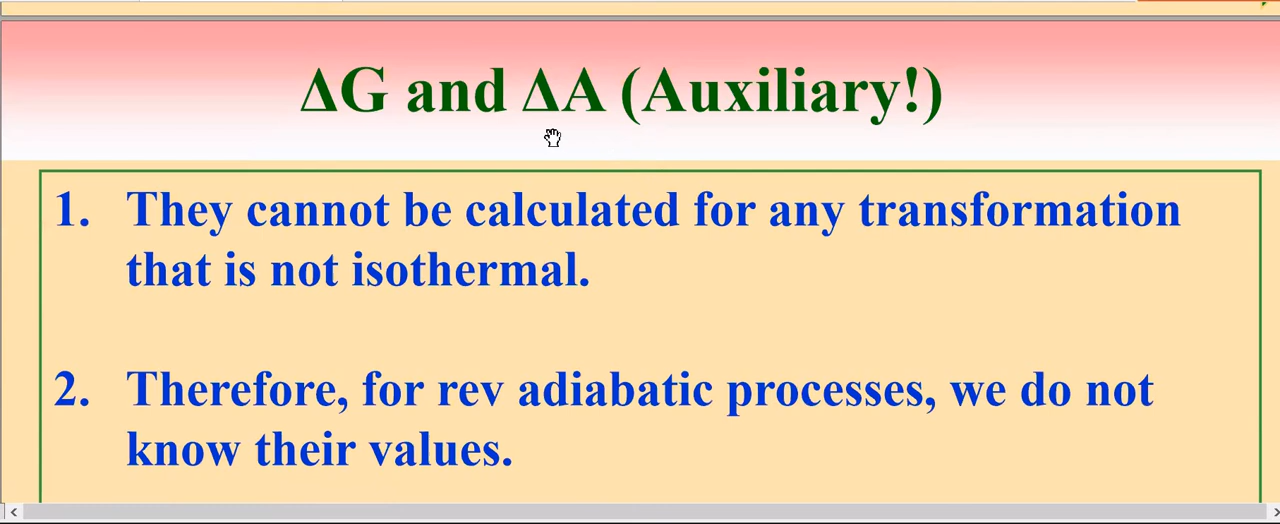 ΔG and ΔA (Auxiliary!)
1. They cannot be calculated for any transformation
that is not isothermal.
2. Therefore, for rev adiabatic processes, we do not
know their values.